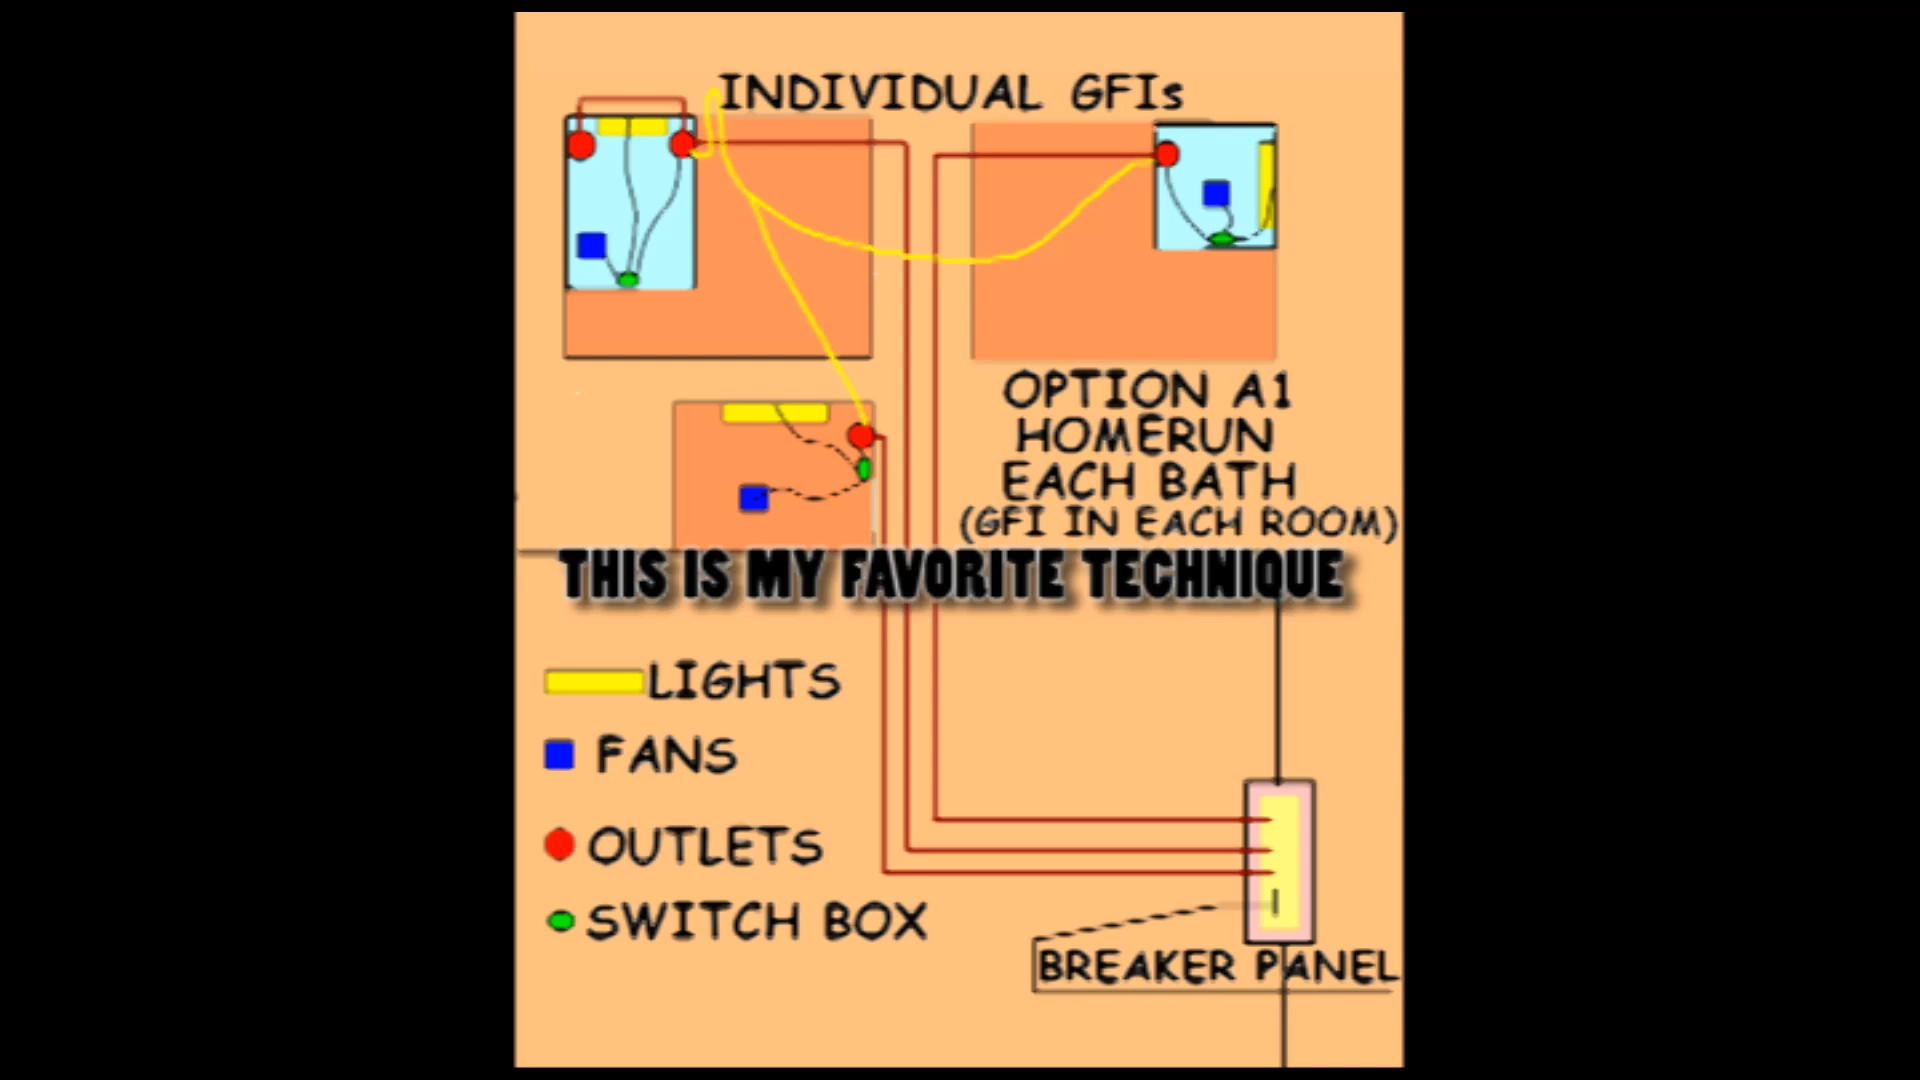 INDIVIDUAL GFIs
OPTION A1
HOMERUN
EACH BATH
(GFI IN EACH ROOM)
THIS IS MY FAVORITE TECHNIQUE
LIGHTS
FANS
OUTLETS
SWITCH BOX
BREAKER PANEL